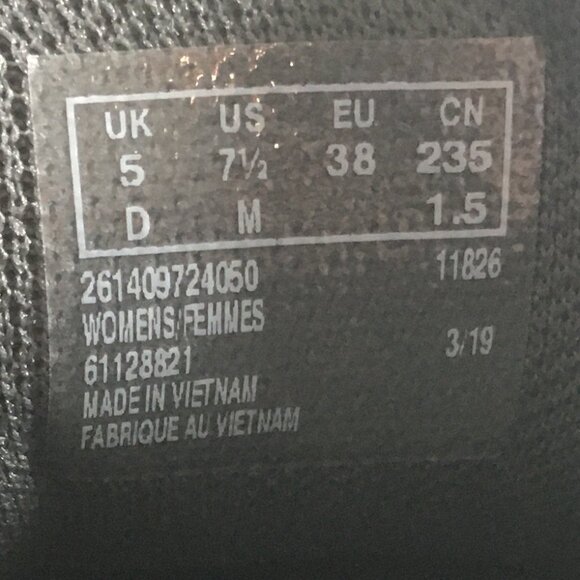 UK US EU CN
5 7½ 38 235
D M 1.5
261409724050 11826
WOMENS/FEMMES
61128821 3/19
MADE IN VIETNAM
FABRIQUE AU VIETNAM